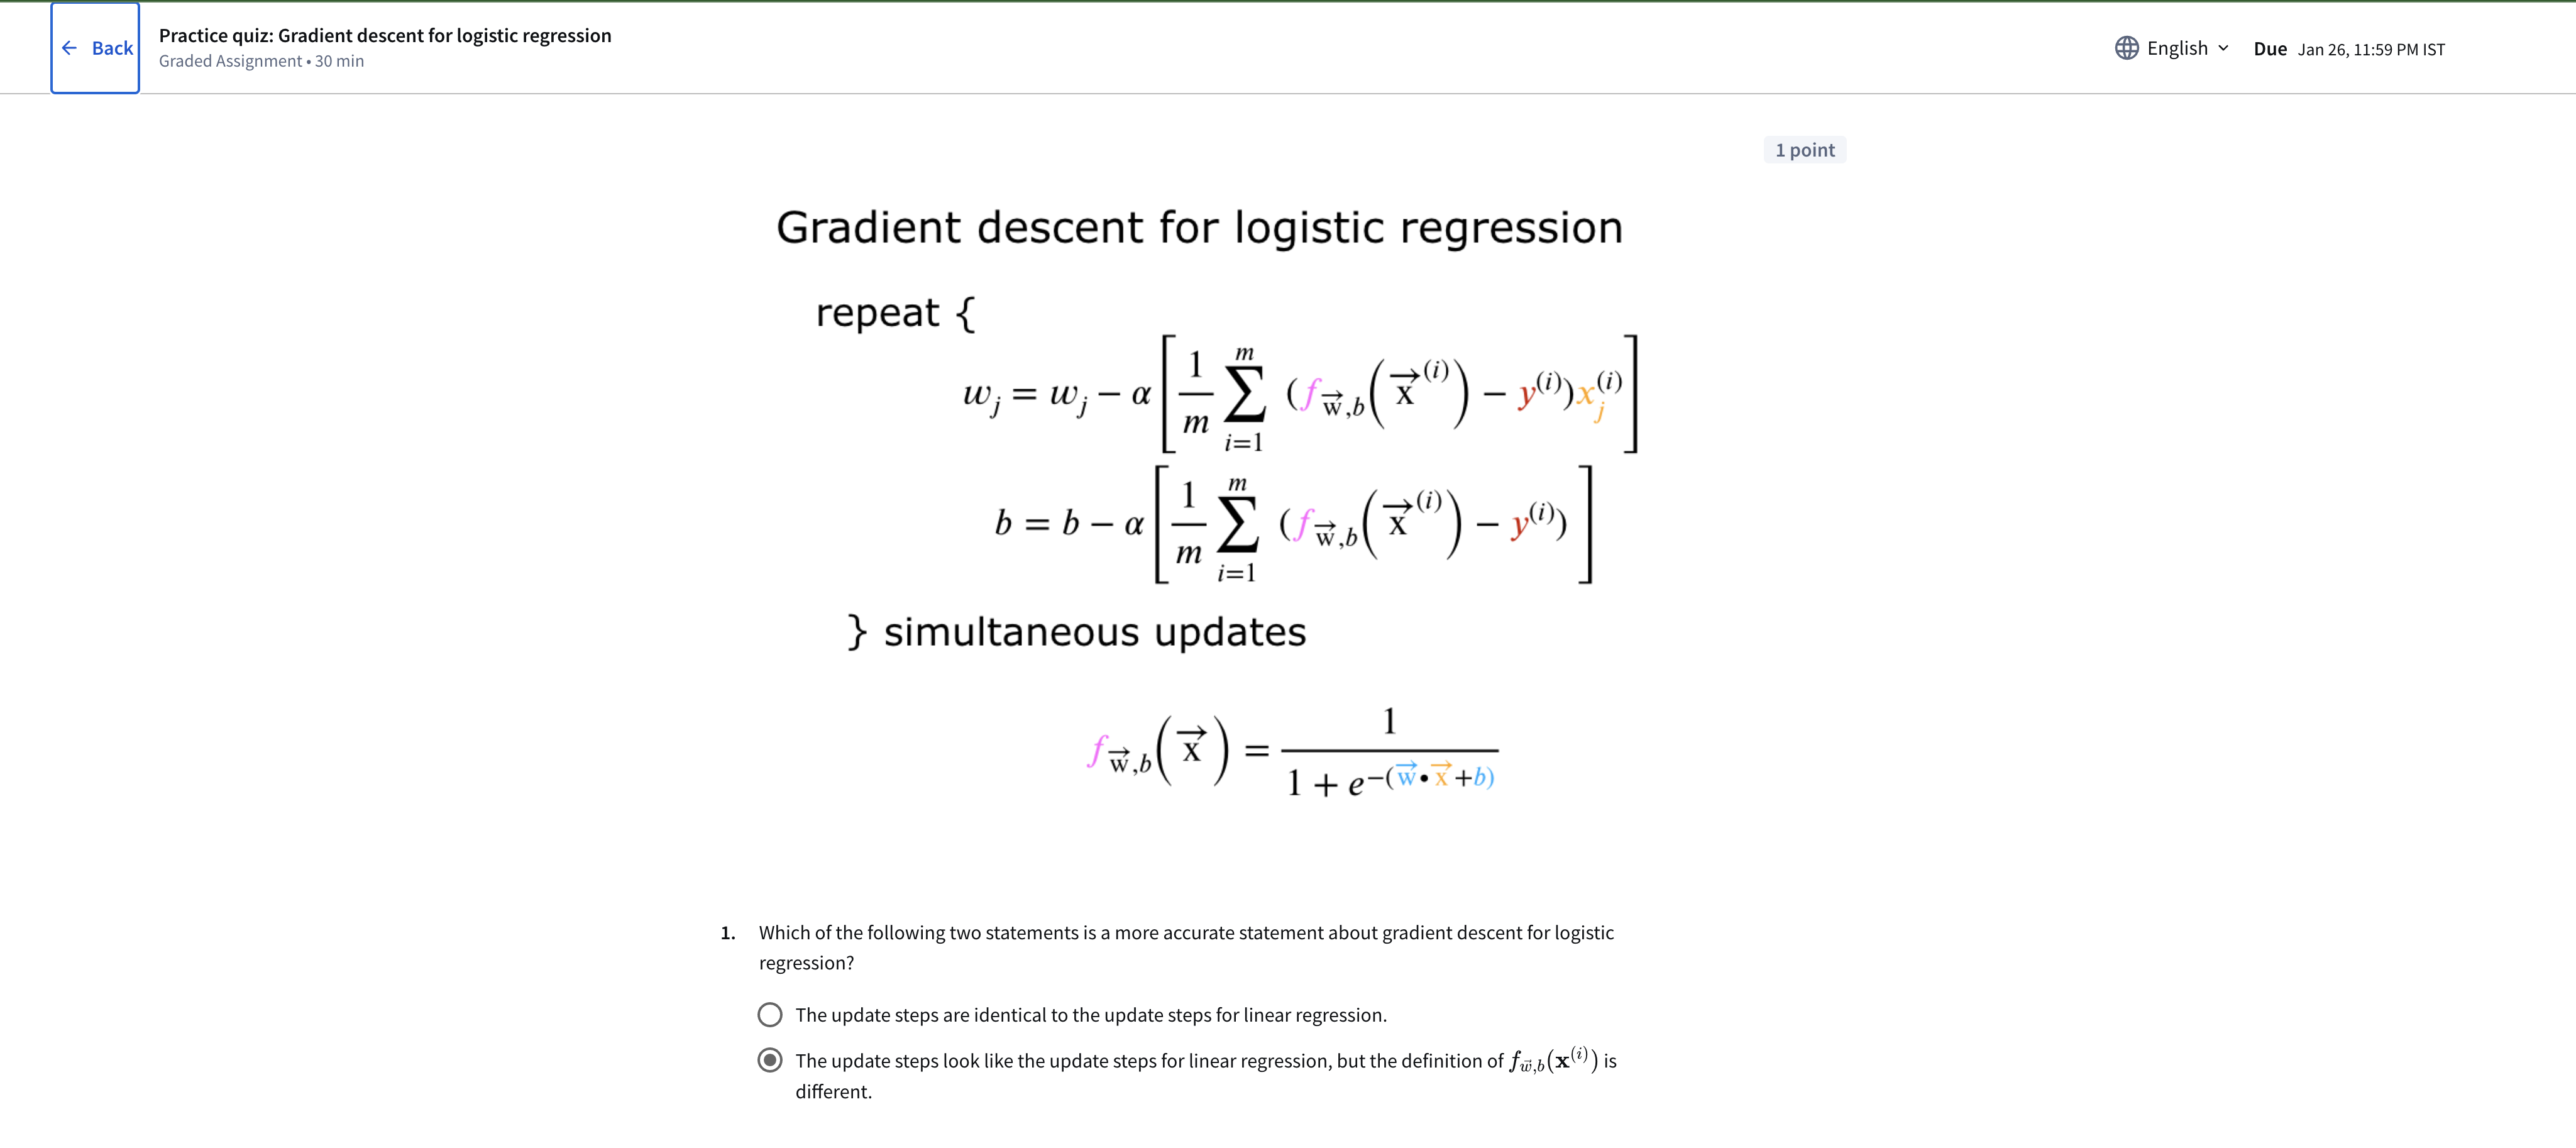 ← Back
Practice quiz: Gradient descent for logistic regression
Graded Assignment • 30 min
English
Due Jan 26, 11:59 PM IST
1 point
Gradient descent for logistic regression
repeat {
$w_j = w_j - \alpha \left[ \frac{1}{m} \sum_{i=1}^{m} (f_{\vec{w},b}(\vec{x}^{(i)}) - y^{(i)}) x_j^{(i)} \right]$
$b = b - \alpha \left[ \frac{1}{m} \sum_{i=1}^{m} (f_{\vec{w},b}(\vec{x}^{(i)}) - y^{(i)}) \right]$
} simultaneous updates
$f_{\vec{w},b}(\vec{x}) = \frac{1}{1 + e^{-(\vec{w} \bullet \vec{x} + b)}}$
1. Which of the following two statements is a more accurate statement about gradient descent for logistic
regression?
The update steps are identical to the update steps for linear regression.
The update steps look like the update steps for linear regression, but the definition of $f_{\vec{w},b}(\mathbf{x}^{(i)})$ is
different.